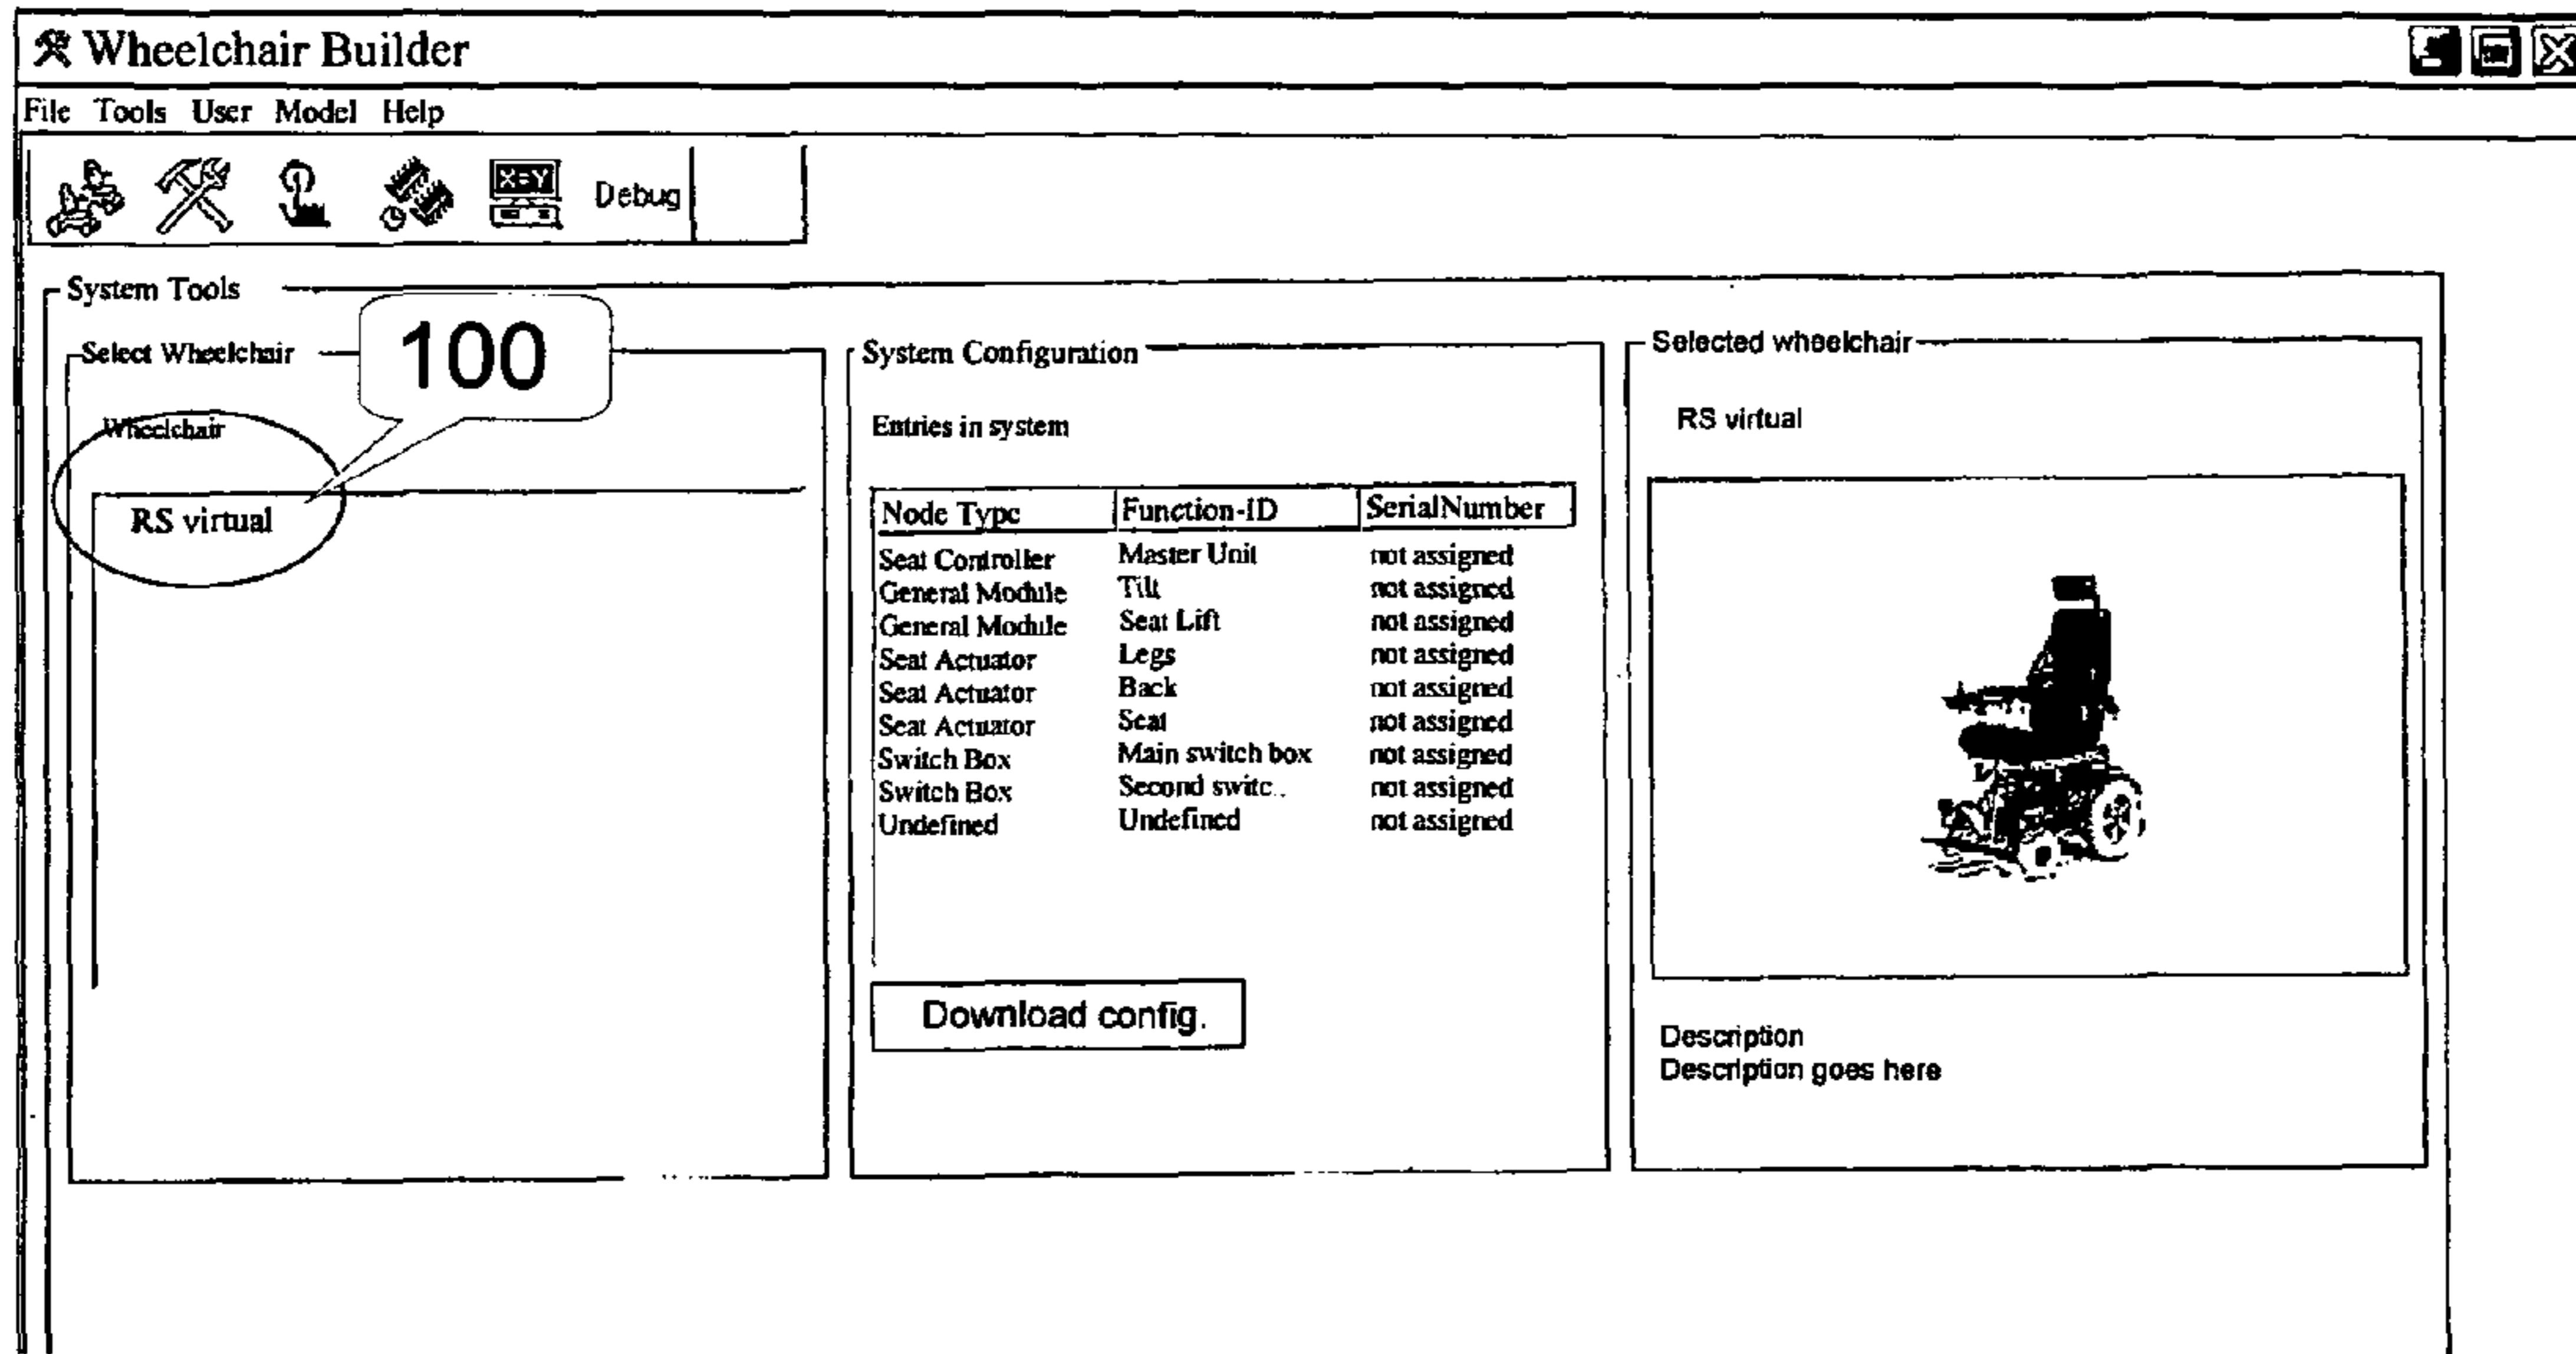 Wheelchair Builder
File Tools User Model Help
X=Y
Debug
System Tools
100
Select Wheelchair
Wheelchair
RS virtual
System Configuration
Entries in system
Node Type Function-ID SerialNumber
Seat Controller Master Unit not assigned
General Module Tilt not assigned
General Module Seat Lift not assigned
Seat Actuator Legs not assigned
Seat Actuator Back not assigned
Seat Actuator Seat not assigned
Switch Box Main switch box not assigned
Switch Box Second switc.. not assigned
Undefined Undefined not assigned
Download config.
Selected wheelchair
RS virtual
Description
Description goes here